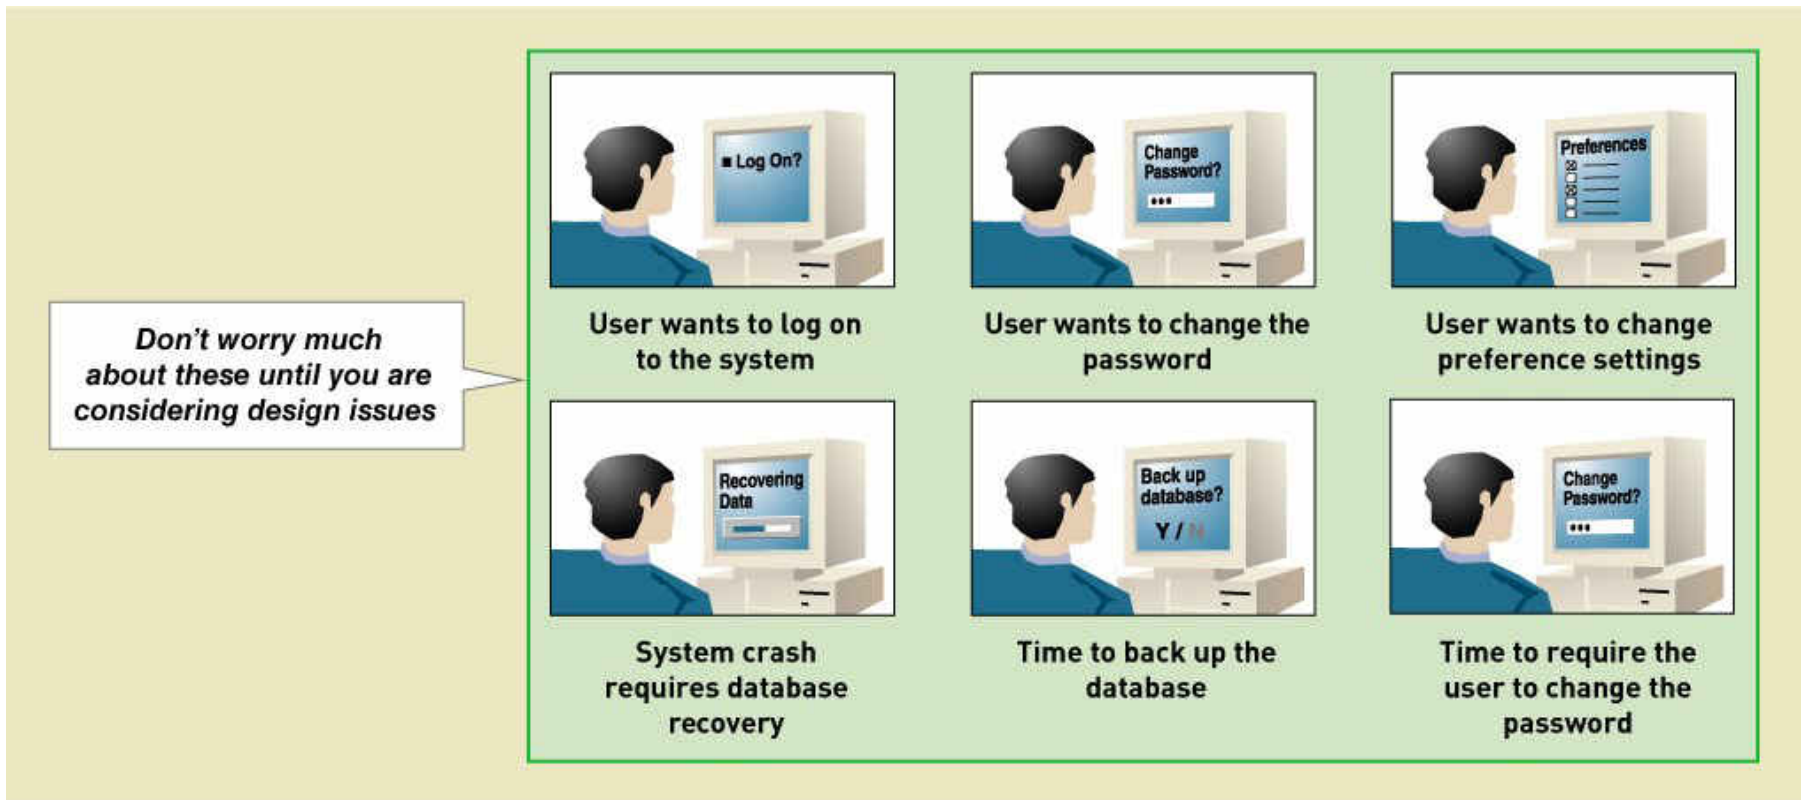 Don't worry much
about these until you are
considering design issues
■ Log On?
User wants to log on
to the system
Change
Password?
•••
User wants to change the
password
Preferences
User wants to change
preference settings
Recovering
Data
System crash
requires database
recovery
Back up
database?
Y / N
Time to back up the
database
Change
Password?
•••
Time to require the
user to change the
password